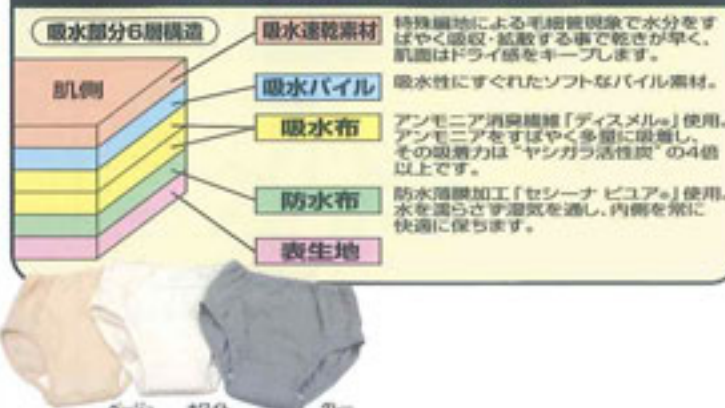 吸水部分6層構造
肌側
吸水速乾素材
特殊編地による毛細管現象で水分をす
ばやく吸収・拡散する事で乾きが早く、
肌面はドライ感をキープします。
吸水パイル
吸水性にすぐれたソフトなパイル素材。
吸水布
アンモニア消臭繊維「ディスメル®」使用。
アンモニアをすばやく多量に吸着し、
その吸着力は“ヤシガラ活性炭”の4倍
以上です。
防水布
防水薄膜加工「セシーナ ピュア®」使用
水を漏らさず湿気を通し、内側を常に
快適に保ちます。
表生地